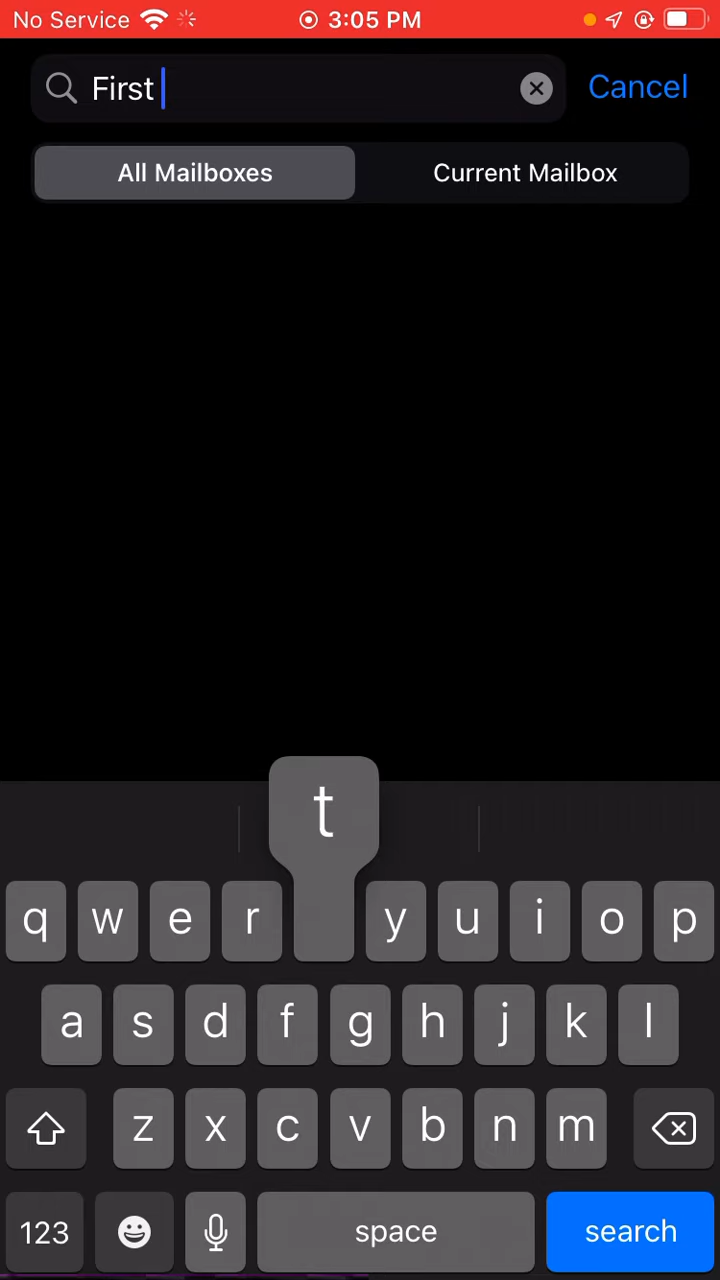 No Service 3:05 PM
First Cancel
All Mailboxes Current Mailbox
t
q w e r y u i o p
a s d f g h j k l
z x c v b n m
123 space search